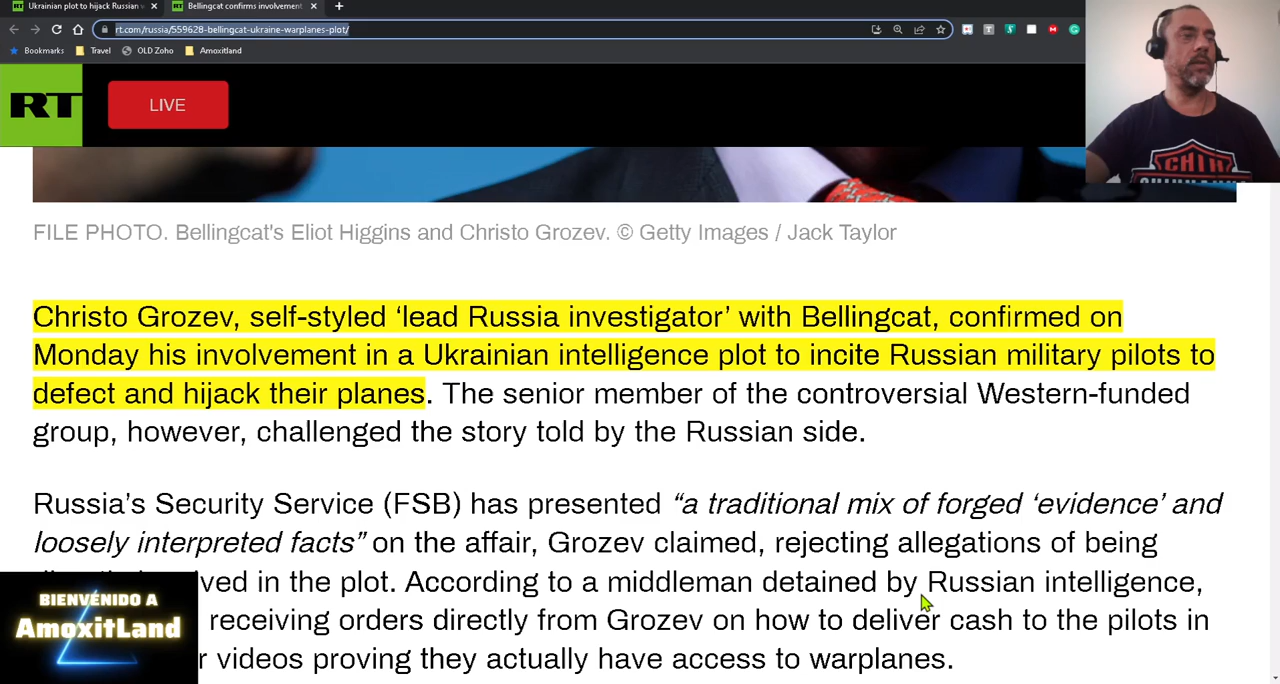 Ukrainian plot to hijack Russian
Bellingcat confirms involvement
rt.com/russia/559628-bellingcat-ukraine-warplanes-plot/
Bookmarks Travel OLD Zoho Amoxitland
RT LIVE
FILE PHOTO. Bellingcat's Eliot Higgins and Christo Grozev. © Getty Images / Jack Taylor
Christo Grozev, self-styled ‘lead Russia investigator’ with Bellingcat, confirmed on
Monday his involvement in a Ukrainian intelligence plot to incite Russian military pilots to
defect and hijack their planes. The senior member of the controversial Western-funded
group, however, challenged the story told by the Russian side.
Russia’s Security Service (FSB) has presented “a traditional mix of forged ‘evidence’ and
loosely interpreted facts” on the affair, Grozev claimed, rejecting allegations of being
in the plot. According to a middleman detained by Russian intelligence,
receiving orders directly from Grozev on how to deliver cash to the pilots in
videos proving they actually have access to warplanes.
BIENVENIDO A
AmoxitLand